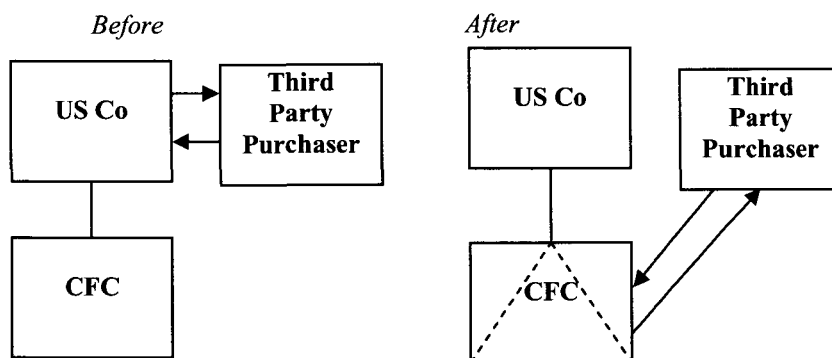 Before
US Co
Third
Party
Purchaser
CFC
After
US Co
Third
Party
Purchaser
CFC